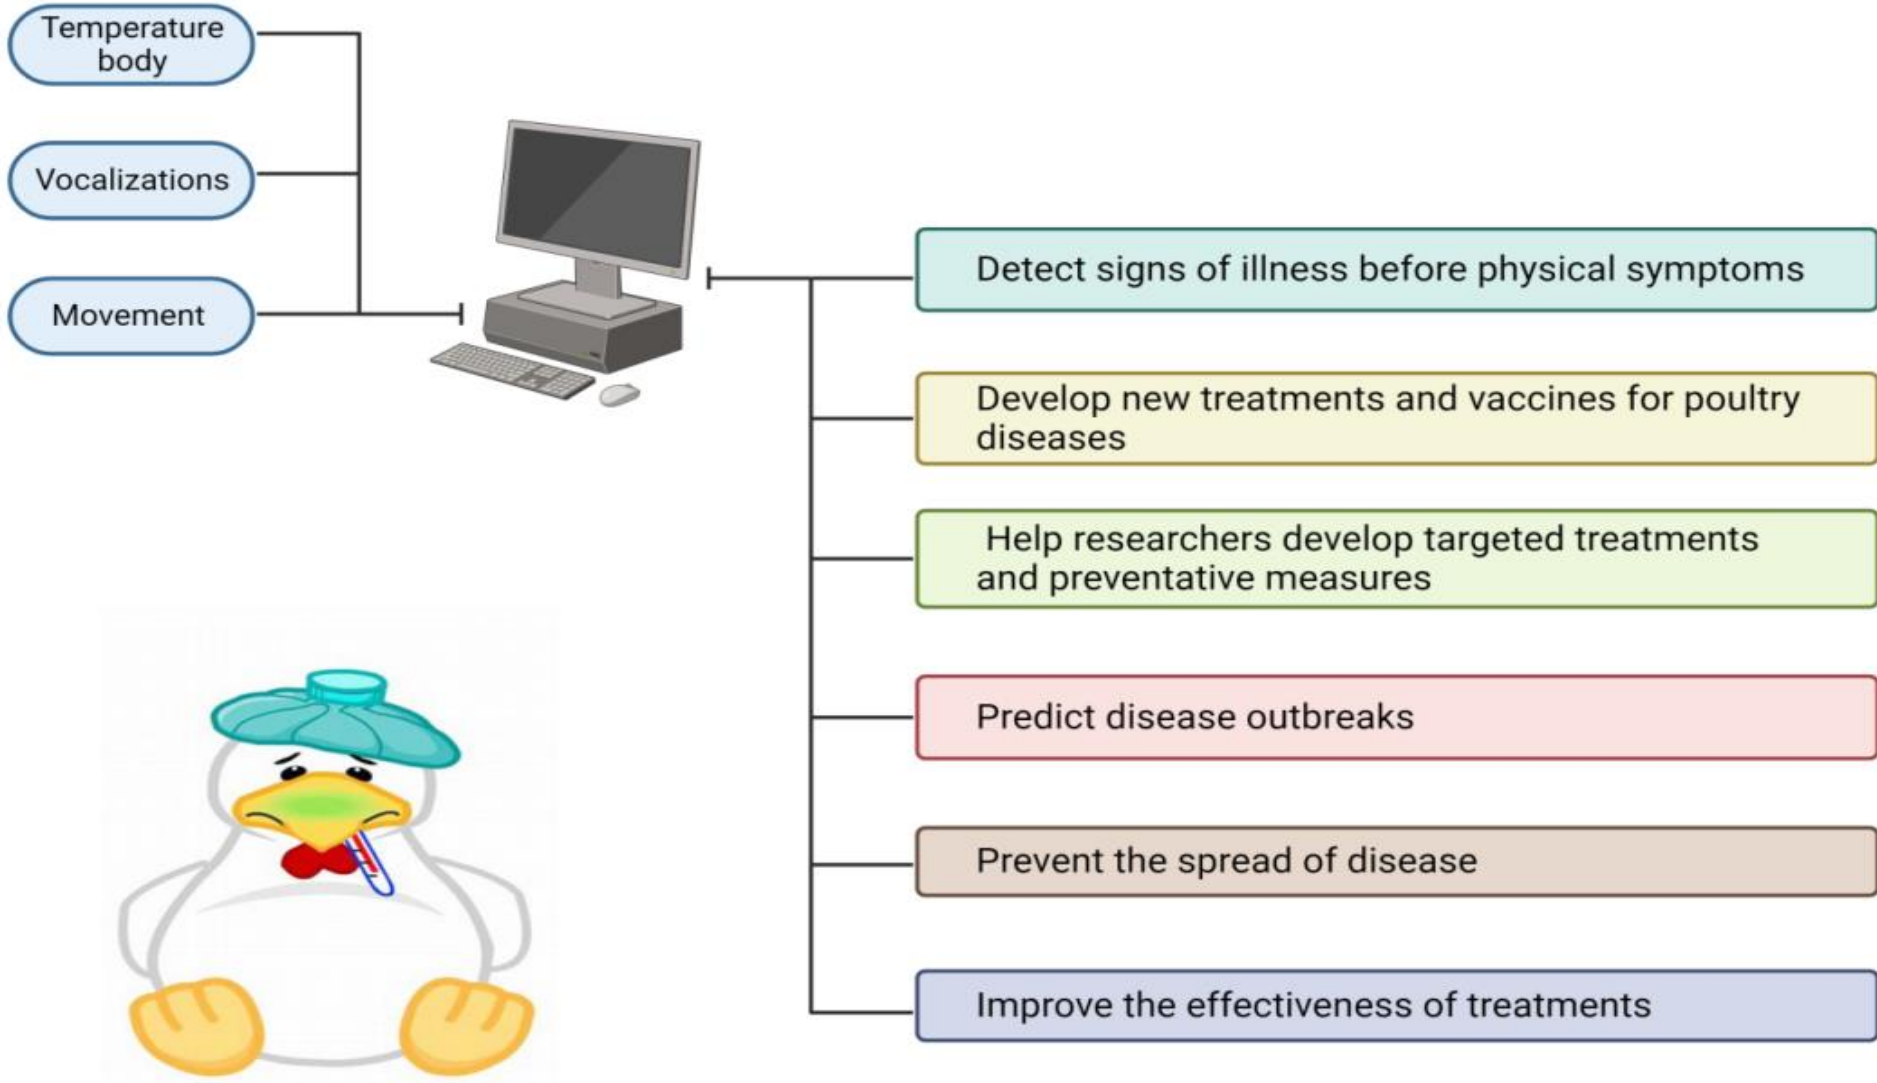 Temperature
body
Vocalizations
Movement
Detect signs of illness before physical symptoms
Develop new treatments and vaccines for poultry
diseases
Help researchers develop targeted treatments
and preventative measures
Predict disease outbreaks
Prevent the spread of disease
Improve the effectiveness of treatments